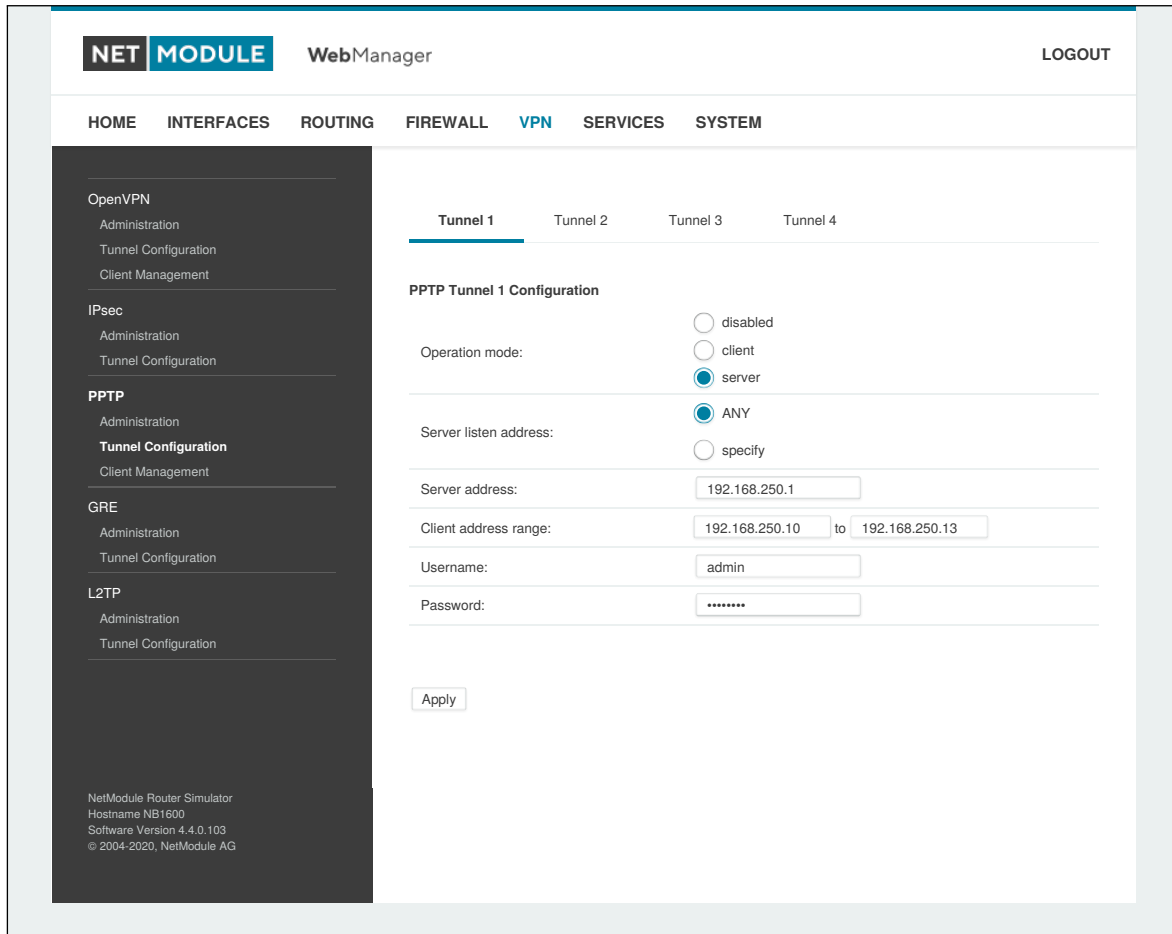 NET MODULE WebManager LOGOUT
HOME INTERFACES ROUTING FIREWALL VPN SERVICES SYSTEM
OpenVPN
Administration
Tunnel Configuration
Client Management
IPsec
Administration
Tunnel Configuration
PPTP
Administration
Tunnel Configuration
Client Management
GRE
Administration
Tunnel Configuration
L2TP
Administration
Tunnel Configuration
NetModule Router Simulator
Hostname NB1600
Software Version 4.4.0.103
© 2004-2020, NetModule AG
Tunnel 1 Tunnel 2 Tunnel 3 Tunnel 4
PPTP Tunnel 1 Configuration
Operation mode:
disabled
client
server
Server listen address:
ANY
specify
Server address: 192.168.250.1
Client address range: 192.168.250.10 to 192.168.250.13
Username: admin
Password: ••••••••
Apply